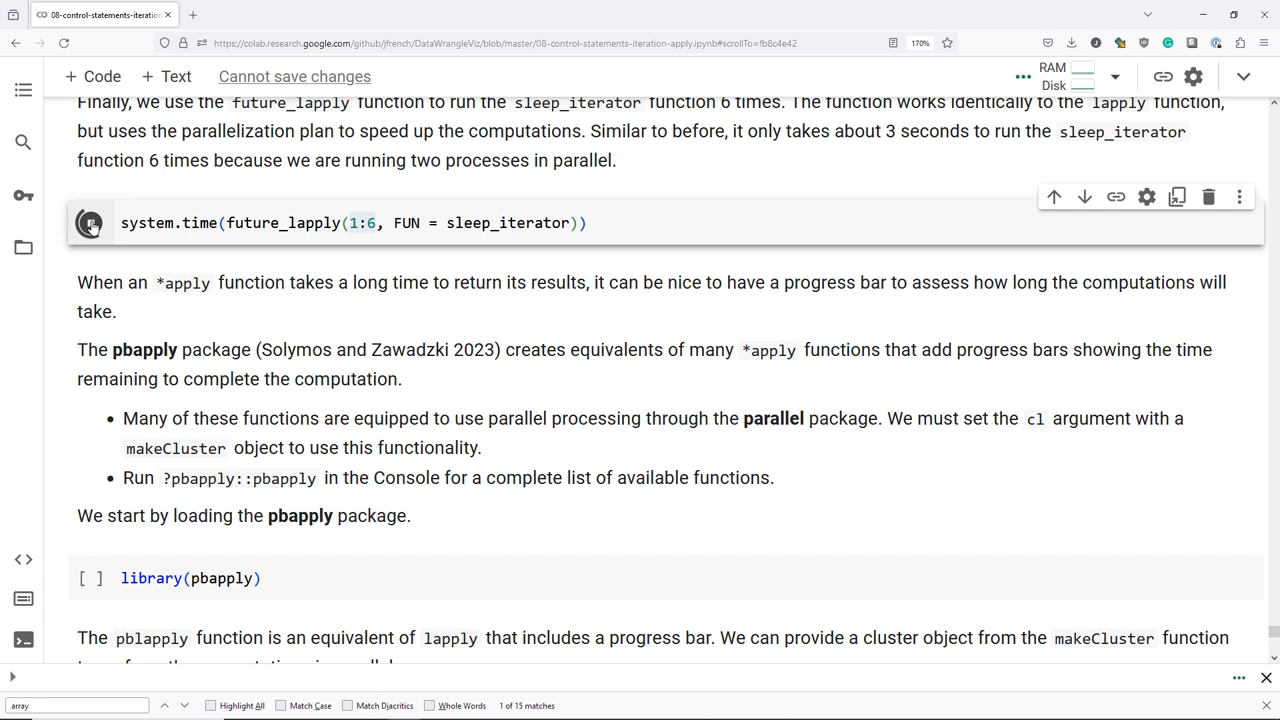 08-control-statements-iteration
https://colab.research.google.com/github/jfrench/DataWrangleViz/blob/master/08-control-statements-iteration-apply.ipynb#scrollTo=fb8c4e42
170%
+ Code + Text Cannot save changes
RAM
Disk
Finally, we use the future_lapply function to run the sleep_iterator function 6 times. The function works identically to the lapply function,
but uses the parallelization plan to speed up the computations. Similar to before, it only takes about 3 seconds to run the sleep_iterator
function 6 times because we are running two processes in parallel.
system.time(future_lapply(1:6, FUN = sleep_iterator))
When an *apply function takes a long time to return its results, it can be nice to have a progress bar to assess how long the computations will
take.
The pbapply package (Solymos and Zawadzki 2023) creates equivalents of many *apply functions that add progress bars showing the time
remaining to complete the computation.
• Many of these functions are equipped to use parallel processing through the parallel package. We must set the cl argument with a
makeCluster object to use this functionality.
• Run ?pbapply::pbapply in the Console for a complete list of available functions.
We start by loading the pbapply package.
[ ] library(pbapply)
The pblapply function is an equivalent of lapply that includes a progress bar. We can provide a cluster object from the makeCluster function
array
Highlight All Match Case Match Diacritics Whole Words 1 of 15 matches